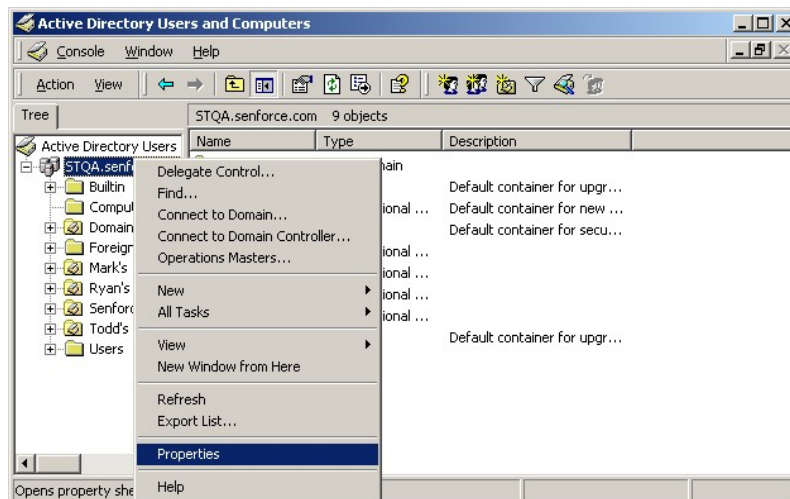 Active Directory Users and Computers
Console Window Help
Action View
Tree
STQA.senforce.com 9 objects
Name Type Description
Active Directory Users
STQA.senf
Builtin
Compu
Domain
Foreign
Mark's
Ryan's
Senforc
Todd's
Users
Delegate Control...
Find...
Connect to Domain...
Connect to Domain Controller...
Operations Masters...
New
All Tasks
View
New Window from Here
Refresh
Export List...
Properties
Help
main
ional ...
ional ...
ional ...
ional ...
ional ...
Default container for upgr...
Default container for new ...
Default container for secu...
Default container for upgr...
Opens property she